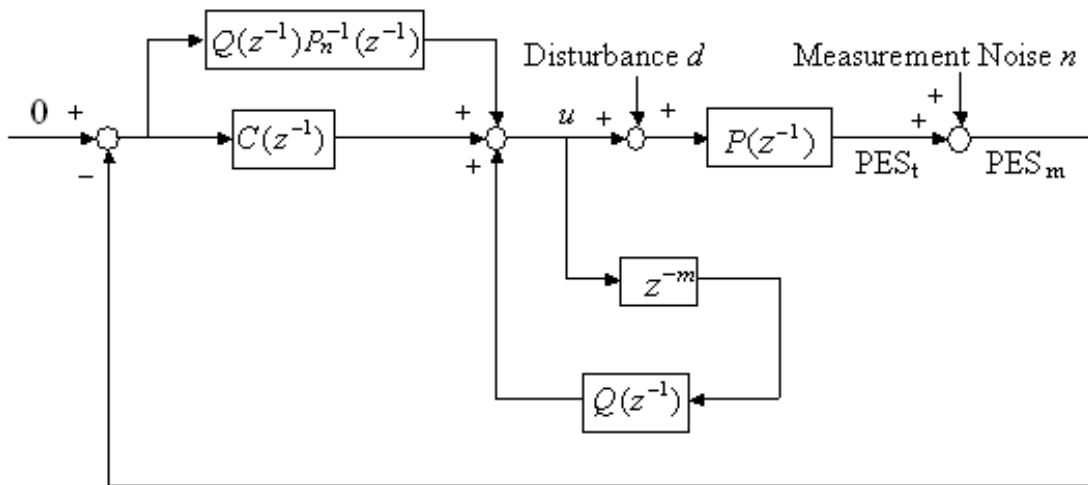 Q(z⁻¹)Pₙ⁻¹(z⁻¹)
Disturbance d
Measurement Noise n
0 + − 
C(z⁻¹)
+ + +
u
+ +
P(z⁻¹)
+ +
PESₜ
PESₘ
z⁻ᵐ
Q(z⁻¹)